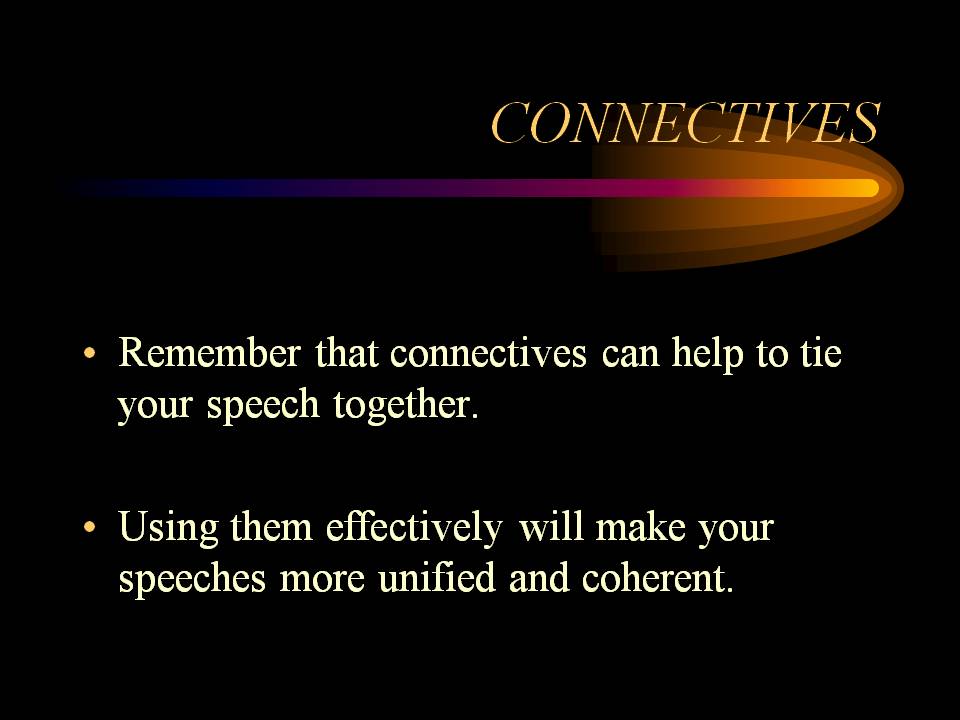 CONNECTIVES
• Remember that connectives can help to tie
your speech together.
• Using them effectively will make your
speeches more unified and coherent.